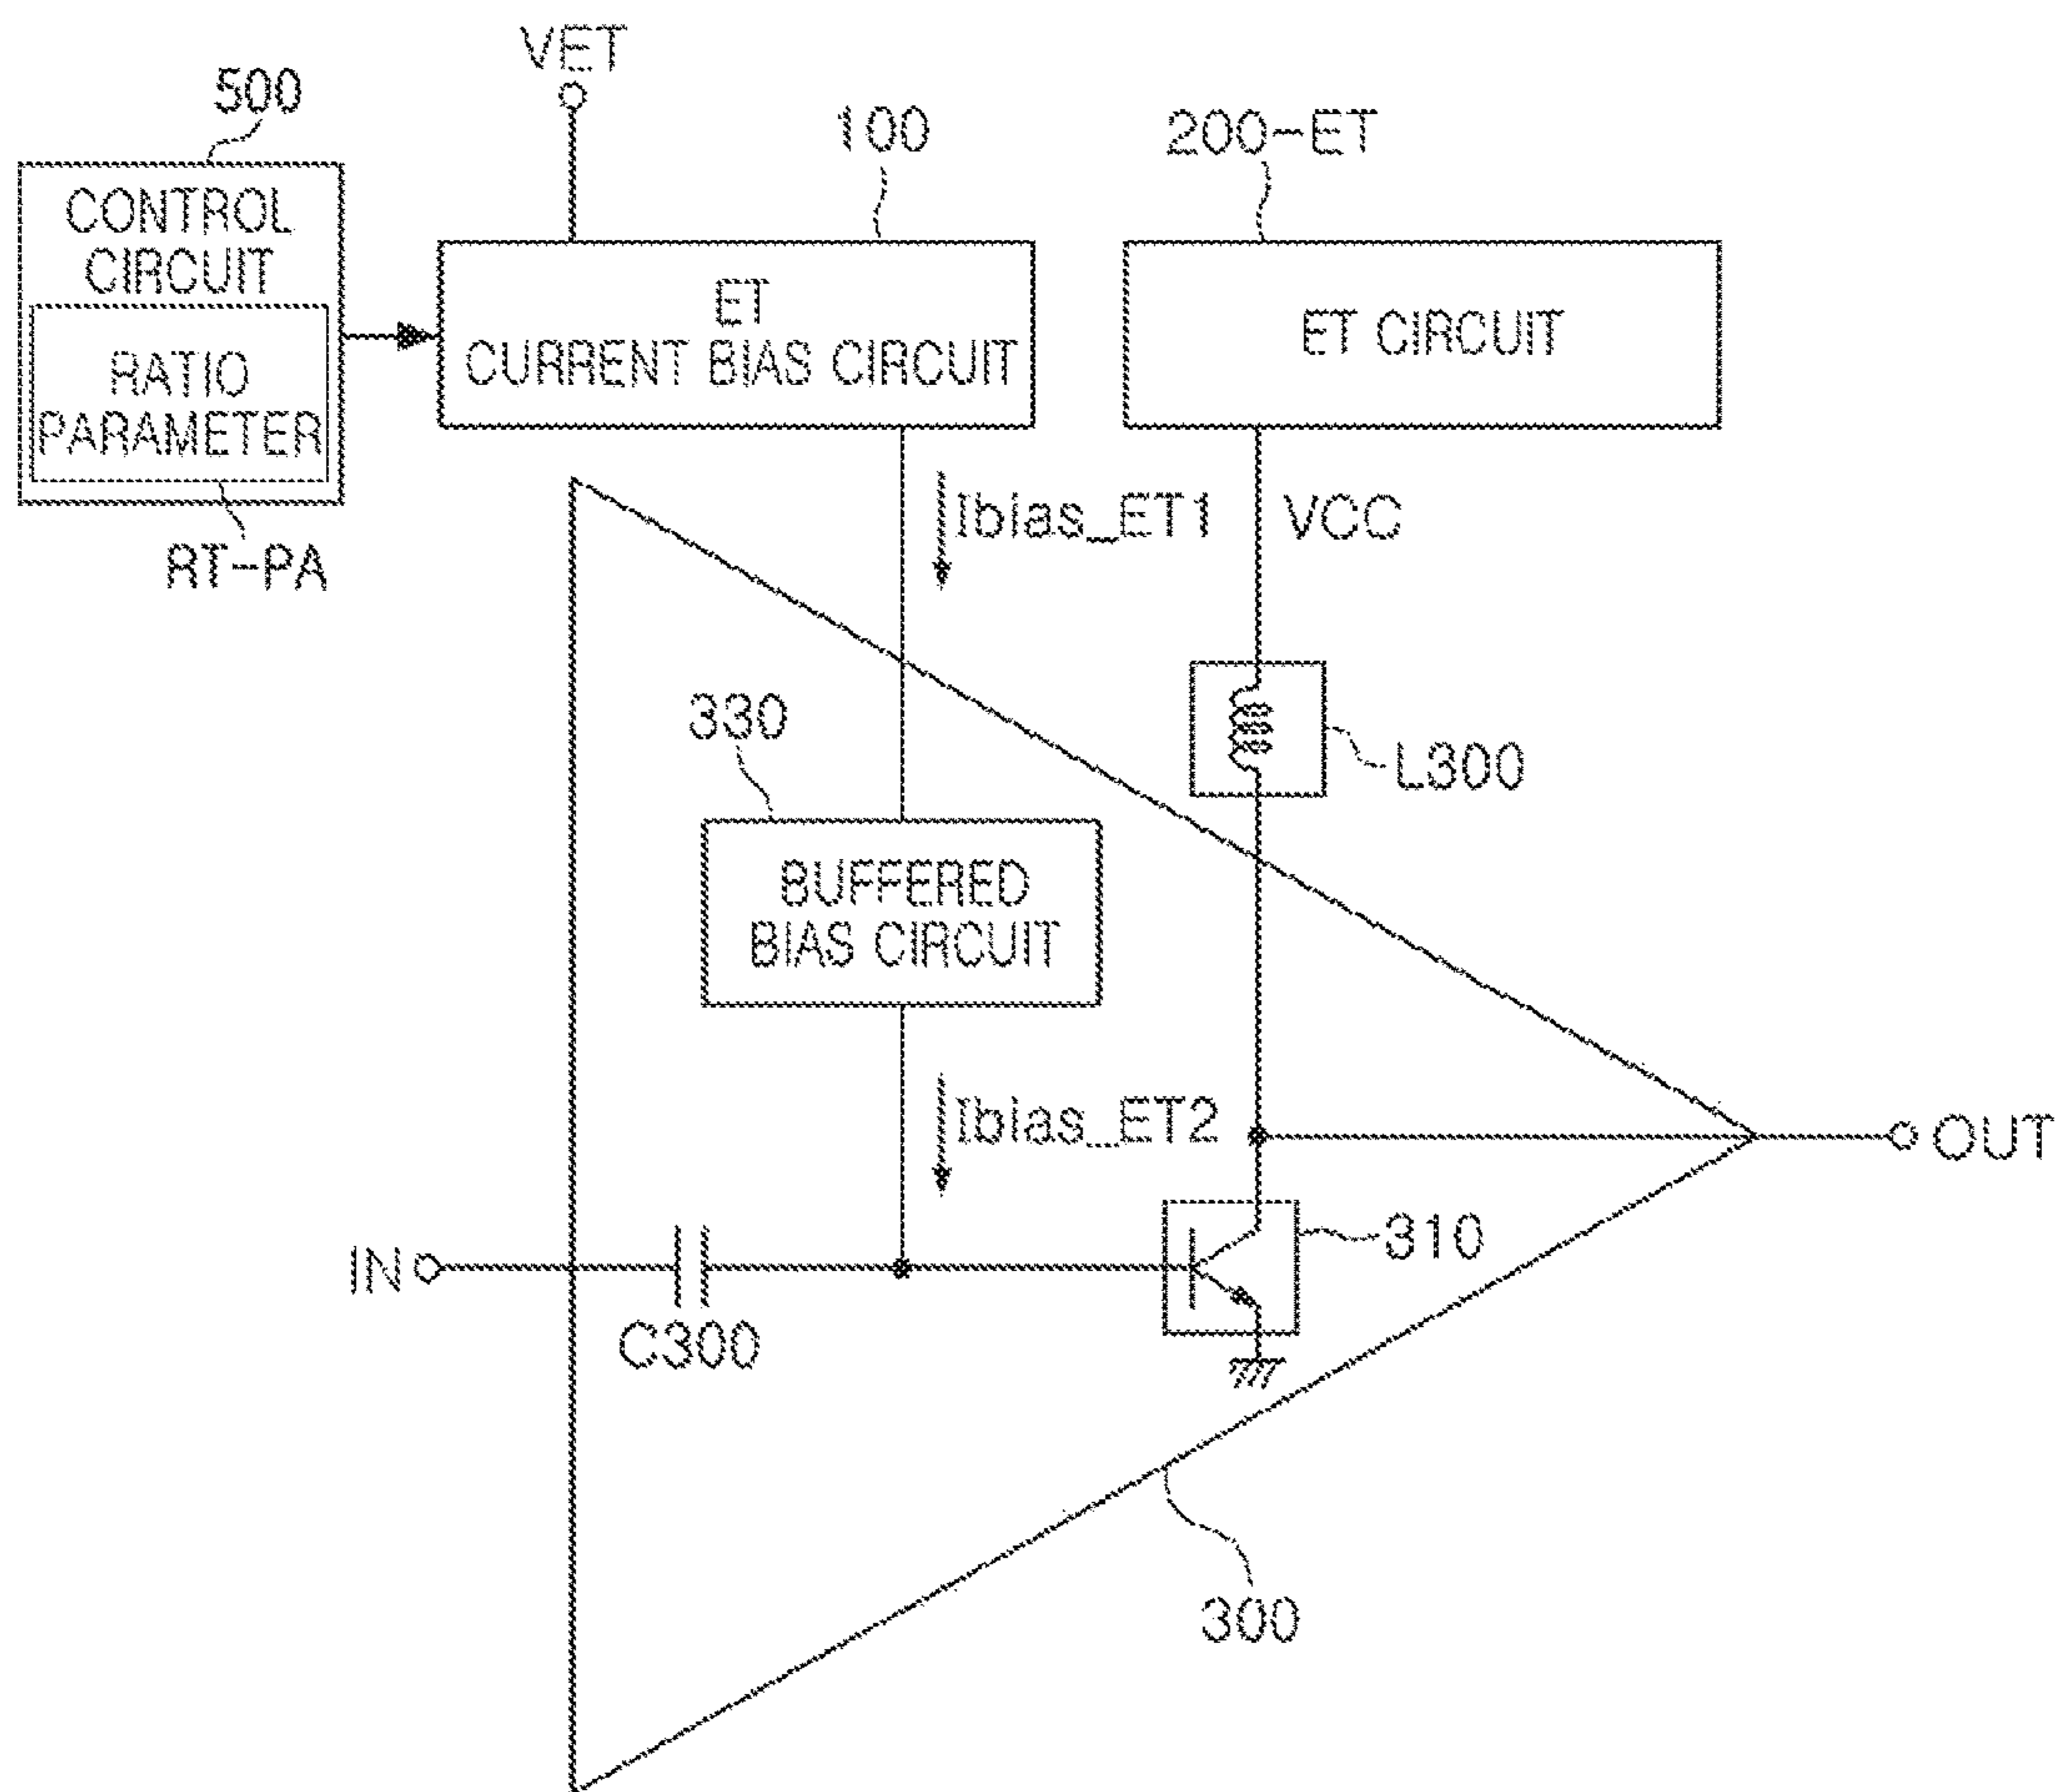 VET
500
100
200-ET
CONTROL
CIRCUIT
RATIO
PARAMETER
RT-PA
ET
CURRENT BIAS CIRCUIT
ET CIRCUIT
Ibias_ET1
VCC
330
L300
BUFFERED
BIAS CIRCUIT
Ibias_ET2
OUT
IN
C300
310
300